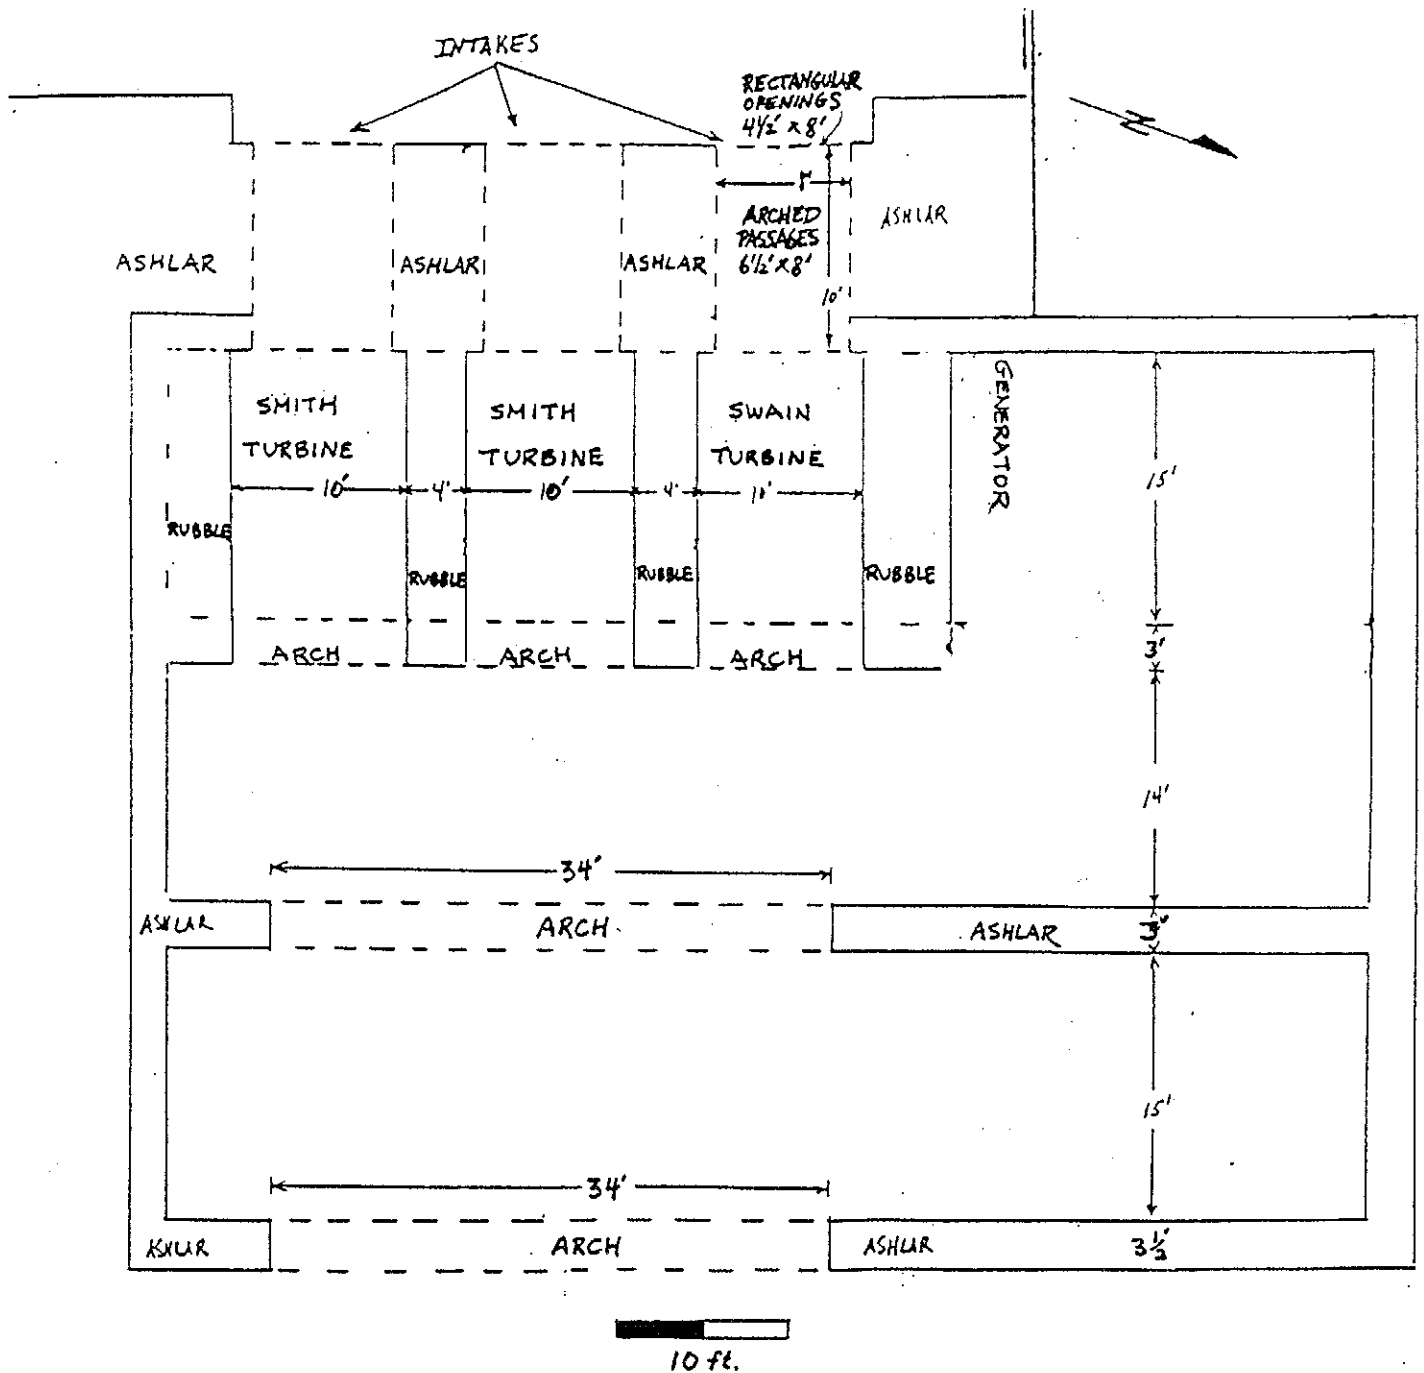 INTAKES
RECTANGULAR
OPENINGS
4½' x 8'
ARCHED
PASSAGES
6½' x 8'
10'
ASHLAR
ASHLAR
ASHLAR
ASHLAR
N
SMITH
TURBINE
SMITH
TURBINE
SWAIN
TURBINE
GENERATOR
10'
4'
10'
4'
10'
15'
RUBBLE
RUBBLE
RUBBLE
RUBBLE
ARCH
ARCH
ARCH
3'
14'
34'
ASHLAR
ARCH
ASHLAR
3'
15'
34'
ASHLAR
ARCH
ASHLAR
3½'
10 ft.